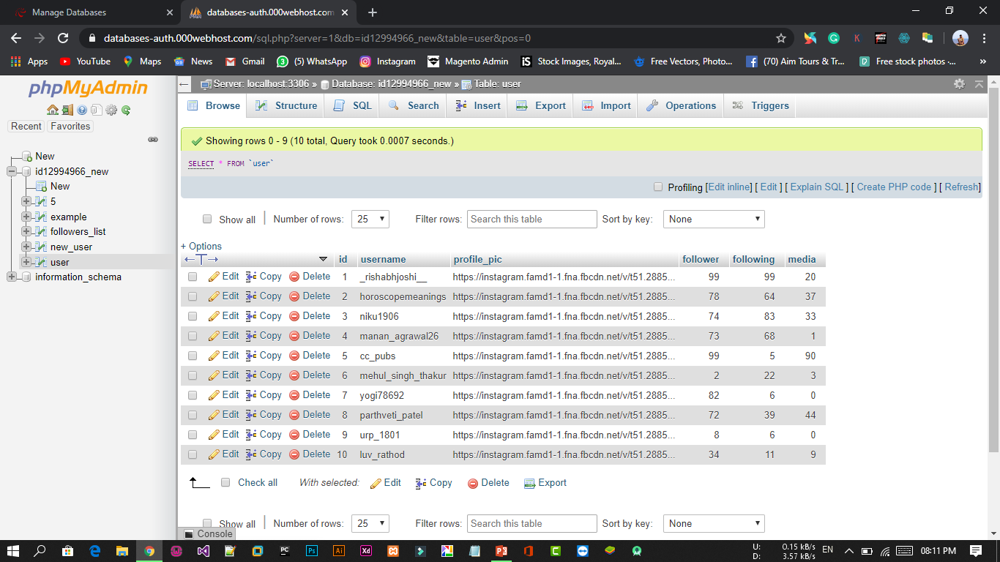 Manage Databases
databases-auth.000webhost.com
databases-auth.000webhost.com/sql.php?server=1&db=id12994966_new&table=user&pos=0
Apps YouTube Maps News Gmail (5) WhatsApp Instagram Magento Admin Stock Images, Royal... Free Vectors, Photo... (70) Aim Tours & Tr... Free stock photos ·... »
phpMyAdmin
Recent Favorites
New
id12994966_new
New
5
example
followers_list
new_user
user
information_schema
Server: localhost:3306 » Database: id12994966_new » Table: user
Browse Structure SQL Search Insert Export Import Operations Triggers
Showing rows 0 - 9 (10 total, Query took 0.0007 seconds.)
SELECT * FROM `user`
Profiling [Edit inline] [ Edit ] [ Explain SQL ] [ Create PHP code ] [ Refresh]
Show all Number of rows: 25 Filter rows: Search this table Sort by key: None
+ Options
←T→ id username profile_pic follower following media
Edit Copy Delete 1 _rishabhjoshi__ https://instagram.famd1-1.fna.fbcdn.net/v/t51.2885... 99 99 20
Edit Copy Delete 2 horoscopemeanings https://instagram.famd1-1.fna.fbcdn.net/v/t51.2885... 78 64 37
Edit Copy Delete 3 niku1906 https://instagram.famd1-1.fna.fbcdn.net/v/t51.2885... 74 83 33
Edit Copy Delete 4 manan_agrawal26 https://instagram.famd1-1.fna.fbcdn.net/v/t51.2885... 73 68 1
Edit Copy Delete 5 cc_pubs https://instagram.famd1-1.fna.fbcdn.net/v/t51.2885... 99 5 90
Edit Copy Delete 6 mehul_singh_thakur https://instagram.famd1-1.fna.fbcdn.net/v/t51.2885... 2 22 3
Edit Copy Delete 7 yogi78692 https://instagram.famd1-1.fna.fbcdn.net/v/t51.2885... 82 6 0
Edit Copy Delete 8 parthveti_patel https://instagram.famd1-1.fna.fbcdn.net/v/t51.2885... 72 39 44
Edit Copy Delete 9 urp_1801 https://instagram.famd1-1.fna.fbcdn.net/v/t51.2885... 8 6 0
Edit Copy Delete 10 luv_rathod https://instagram.famd1-1.fna.fbcdn.net/v/t51.2885... 34 11 9
Check all With selected: Edit Copy Delete Export
Show all Number of rows: 25 Filter rows: Search this table Sort by key: None
Console
U: 0.15 kB/s
D: 3.57 kB/s
EN
08:11 PM